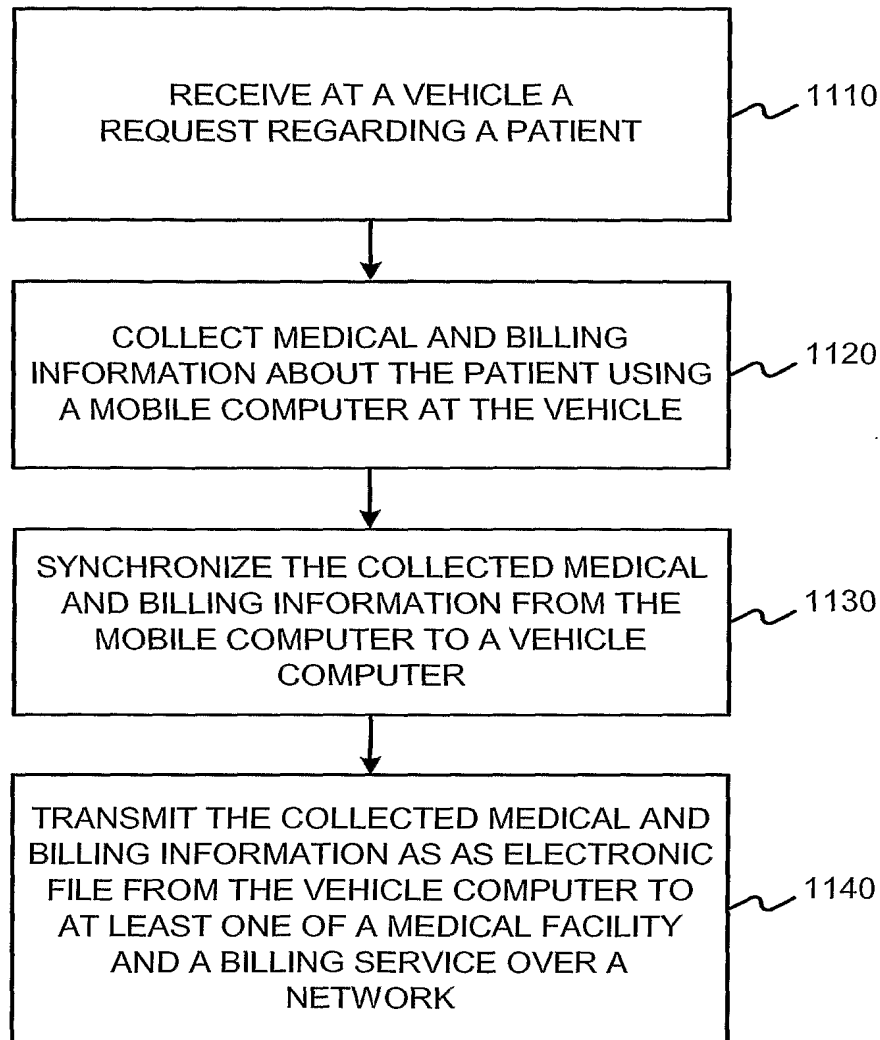 RECEIVE AT A VEHICLE A
REQUEST REGARDING A PATIENT
1110
COLLECT MEDICAL AND BILLING
INFORMATION ABOUT THE PATIENT USING
A MOBILE COMPUTER AT THE VEHICLE
1120
SYNCHRONIZE THE COLLECTED MEDICAL
AND BILLING INFORMATION FROM THE
MOBILE COMPUTER TO A VEHICLE
COMPUTER
1130
TRANSMIT THE COLLECTED MEDICAL AND
BILLING INFORMATION AS AS ELECTRONIC
FILE FROM THE VEHICLE COMPUTER TO
AT LEAST ONE OF A MEDICAL FACILITY
AND A BILLING SERVICE OVER A
NETWORK
1140